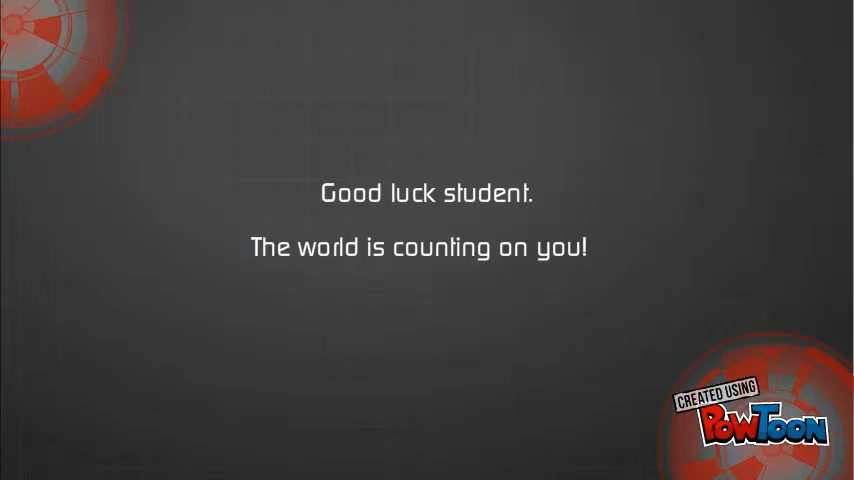 Good luck student.
The world is counting on you!
CREATED USING
POWTOON